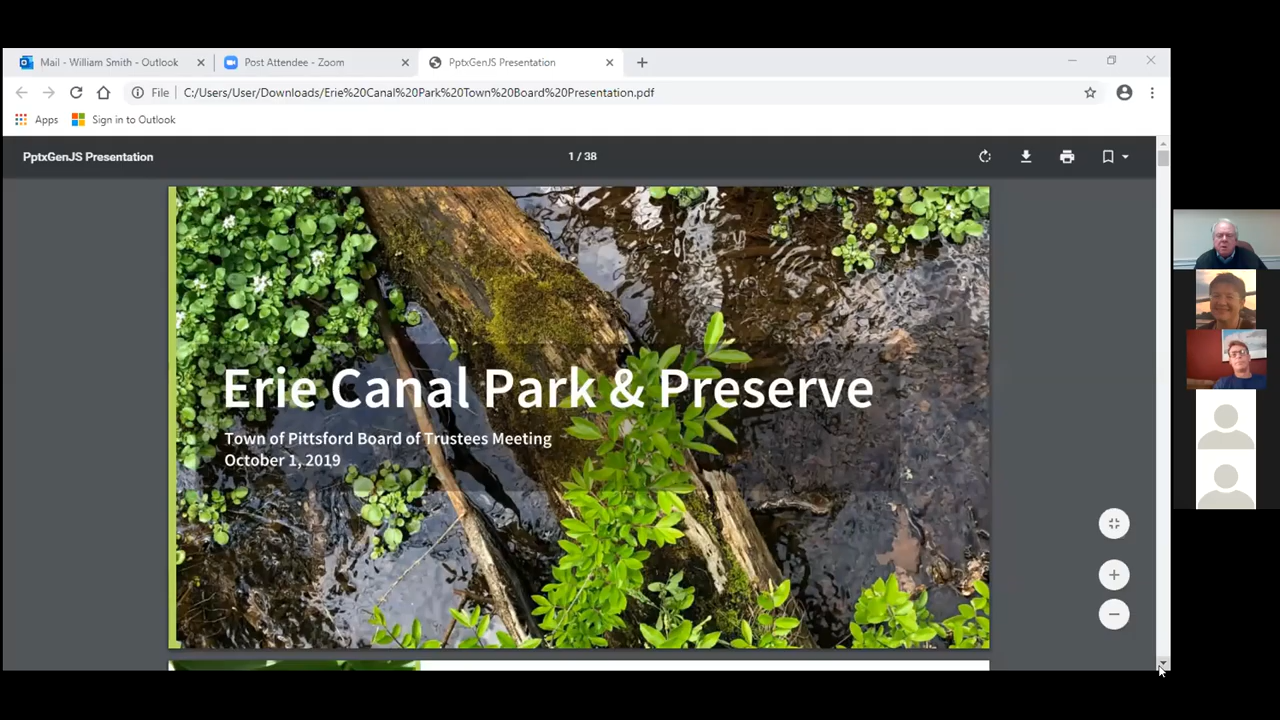 Mail - William Smith - Outlook
Post Attendee - Zoom
PptxGenJS Presentation
File
C:/Users/User/Downloads/Erie%20Canal%20Park%20Town%20Board%20Presentation.pdf
Apps
Sign in to Outlook
PptxGenJS Presentation
1 / 38
Erie Canal Park & Preserve
Town of Pittsford Board of Trustees Meeting
October 1, 2019